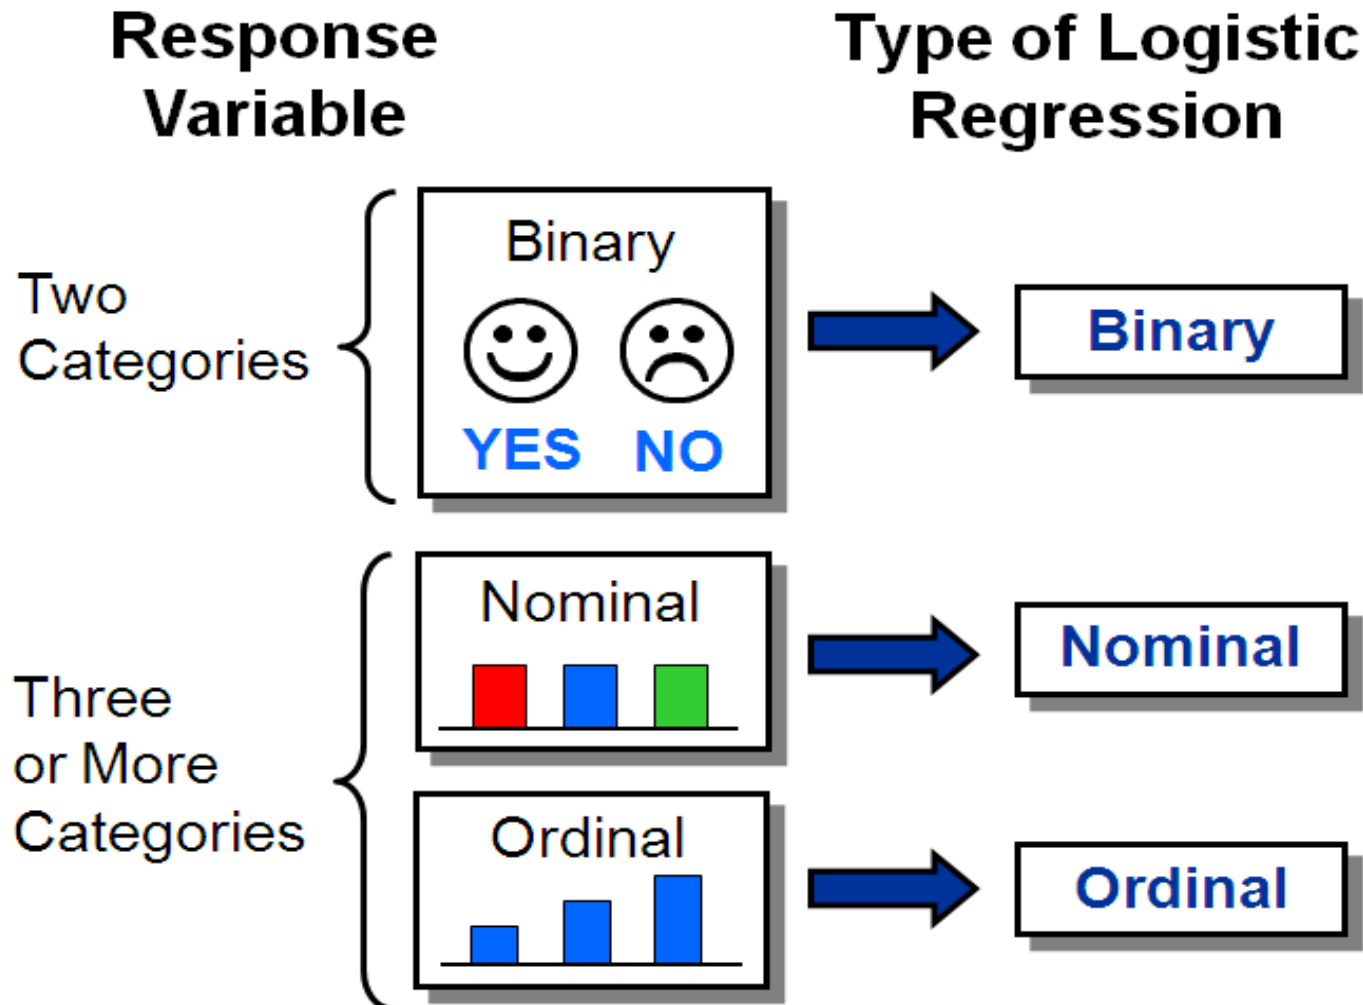 Response
Variable
Type of Logistic
Regression
Two
Categories
Binary
YES NO
Binary
Three
or More
Categories
Nominal
Nominal
Ordinal
Ordinal